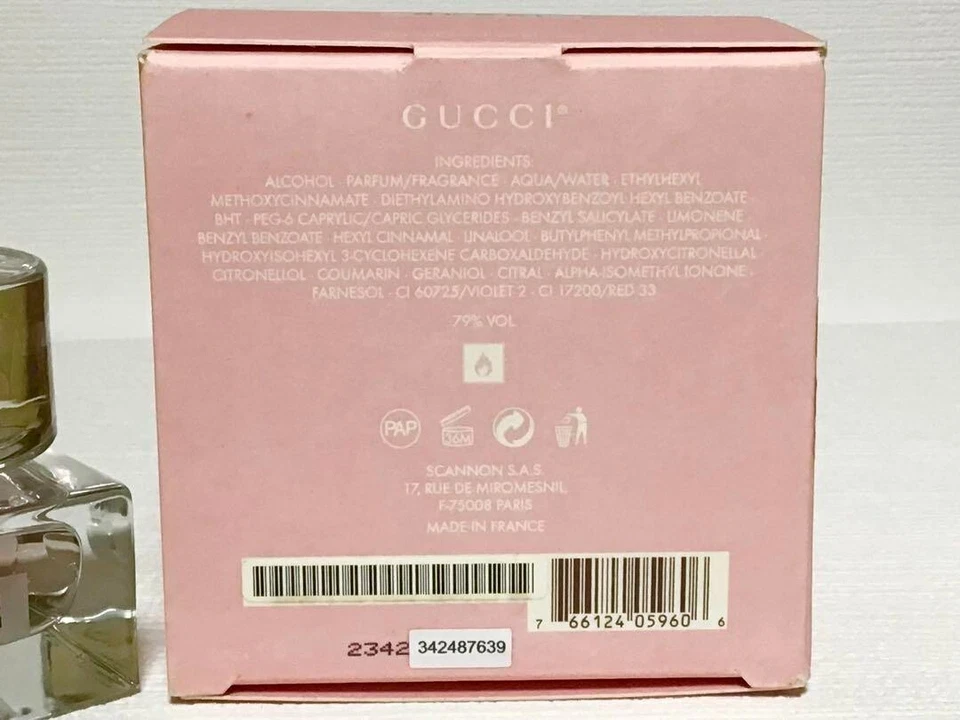 GUCCI®
INGREDIENTS:
ALCOHOL · PARFUM/FRAGRANCE · AQUA/WATER · ETHYLHEXYL
METHOXYCINNAMATE · DIETHYLAMINO HYDROXYBENZOYL HEXYL BENZOATE
BHT · PEG-6 CAPRYLIC/CAPRIC GLYCERIDES · BENZYL SALICYLATE · LIMONENE
BENZYL BENZOATE · HEXYL CINNAMAL · LINALOOL · BUTYLPHENYL METHYLPROPIONAL
HYDROXYISOHEXYL 3-CYCLOHEXENE CARBOXALDEHYDE · HYDROXYCITRONELLAL
CITRONELLOL · COUMARIN · GERANIOL · CITRAL · ALPHA-ISOMETHYL IONONE ·
FARNESOL · CI 60725/VIOLET 2 · CI 17200/RED 33
79% VOL
PAP 36M
SCANNON S.A.S.
17, RUE DE MIROMESNIL
F-75008 PARIS
MADE IN FRANCE
7 66124 05960 6
2342 342487639